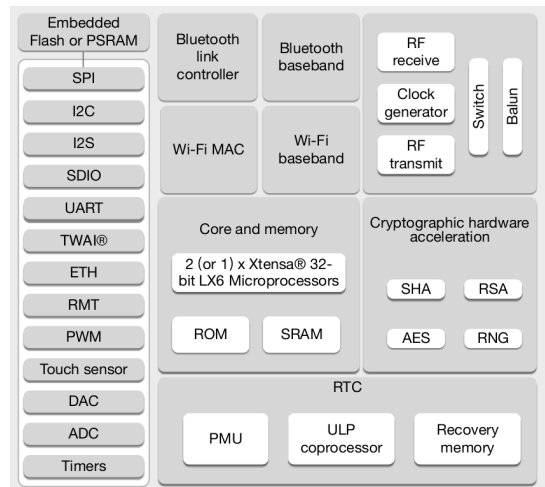 Embedded
Flash or PSRAM
SPI
I2C
I2S
SDIO
UART
TWAI®
ETH
RMT
PWM
Touch sensor
DAC
ADC
Timers
Bluetooth
link
controller
Bluetooth
baseband
Wi-Fi MAC
Wi-Fi
baseband
RF
receive
Clock
generator
RF
transmit
Switch
Balun
Core and memory
2 (or 1) x Xtensa® 32-
bit LX6 Microprocessors
ROM
SRAM
Cryptographic hardware
acceleration
SHA
RSA
AES
RNG
RTC
PMU
ULP
coprocessor
Recovery
memory